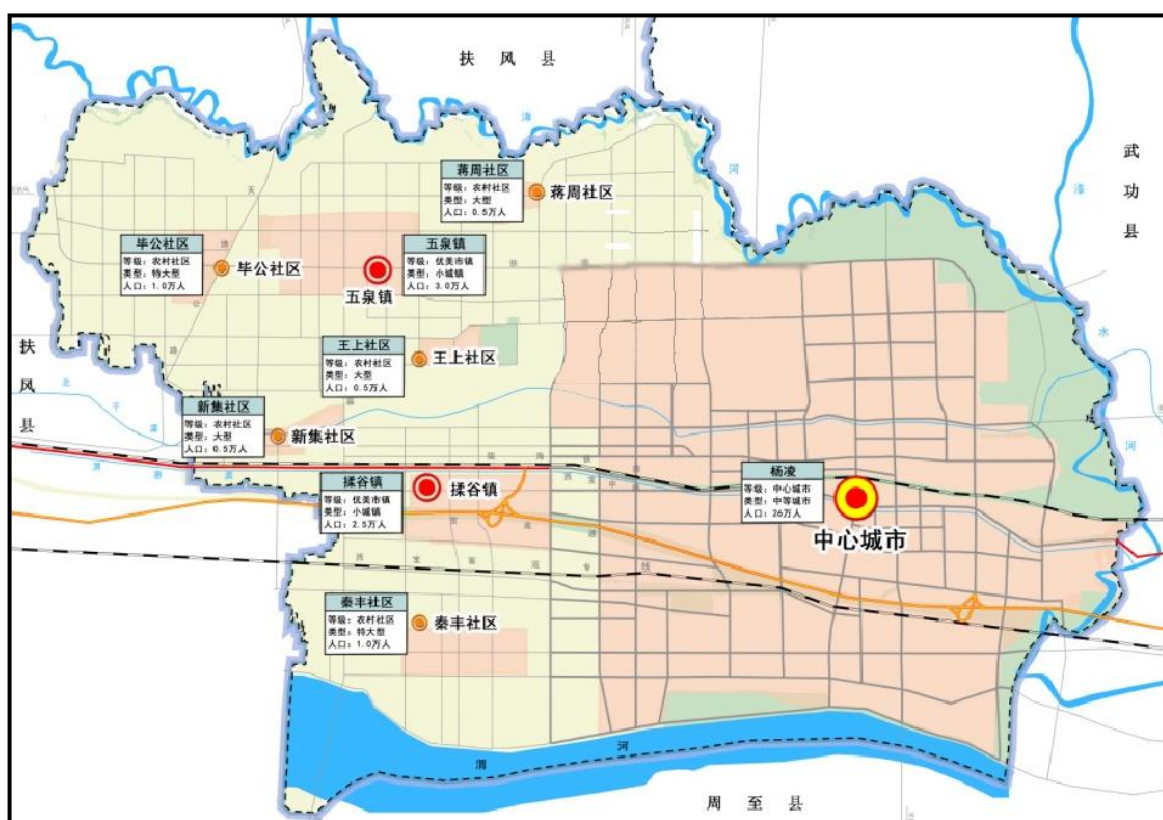 扶风县
漳
河
武功县
漆
水
河
蒋周社区
等级：农村社区
类型：大型
人口：0.5万人
蒋周社区
毕公社区
等级：农村社区
类型：特大型
人口：1.0万人
毕公社区
五泉镇
等级：优美市镇
类型：小城镇
人口：3.0万人
五泉镇
王上社区
等级：农村社区
类型：大型
人口：0.5万人
王上社区
扶风县
新集社区
等级：农村社区
类型：大型
人口：0.5万人
新集社区
揉谷镇
等级：优美市镇
类型：小城镇
人口：2.5万人
揉谷镇
杨凌
等级：中心城市
类型：中等城市
人口：26万人
中心城市
秦丰社区
等级：农村社区
类型：特大型
人口：1.0万人
秦丰社区
渭河
周至县